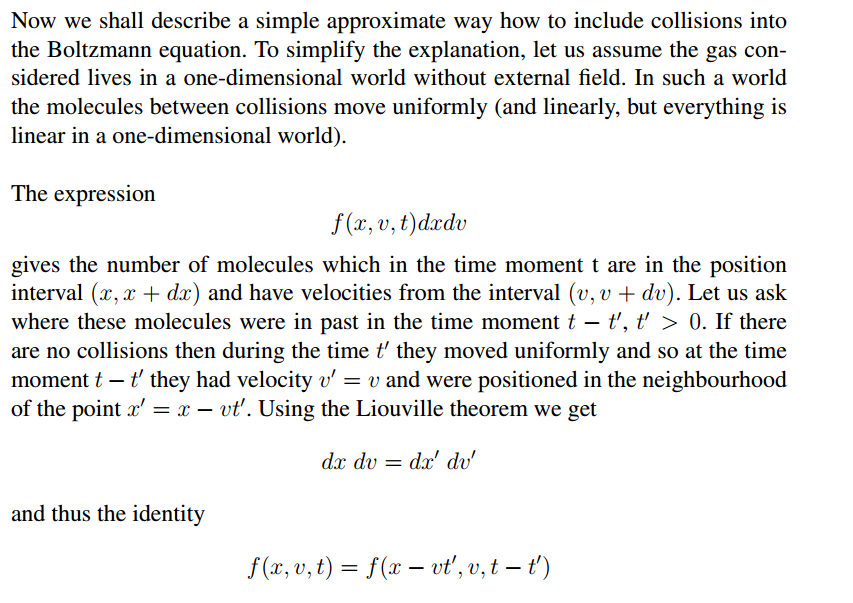 Now we shall describe a simple approximate way how to include collisions into
the Boltzmann equation. To simplify the explanation, let us assume the gas con-
sidered lives in a one-dimensional world without external field. In such a world
the molecules between collisions move uniformly (and linearly, but everything is
linear in a one-dimensional world).
The expression
f(x, v, t)dxdv
gives the number of molecules which in the time moment t are in the position
interval (x, x + dx) and have velocities from the interval (v, v + dv). Let us ask
where these molecules were in past in the time moment t − t′, t′ > 0. If there
are no collisions then during the time t′ they moved uniformly and so at the time
moment t − t′ they had velocity v′ = v and were positioned in the neighbourhood
of the point x′ = x − vt′. Using the Liouville theorem we get
dx dv = dx′ dv′
and thus the identity
f(x, v, t) = f(x − vt′, v, t − t′)